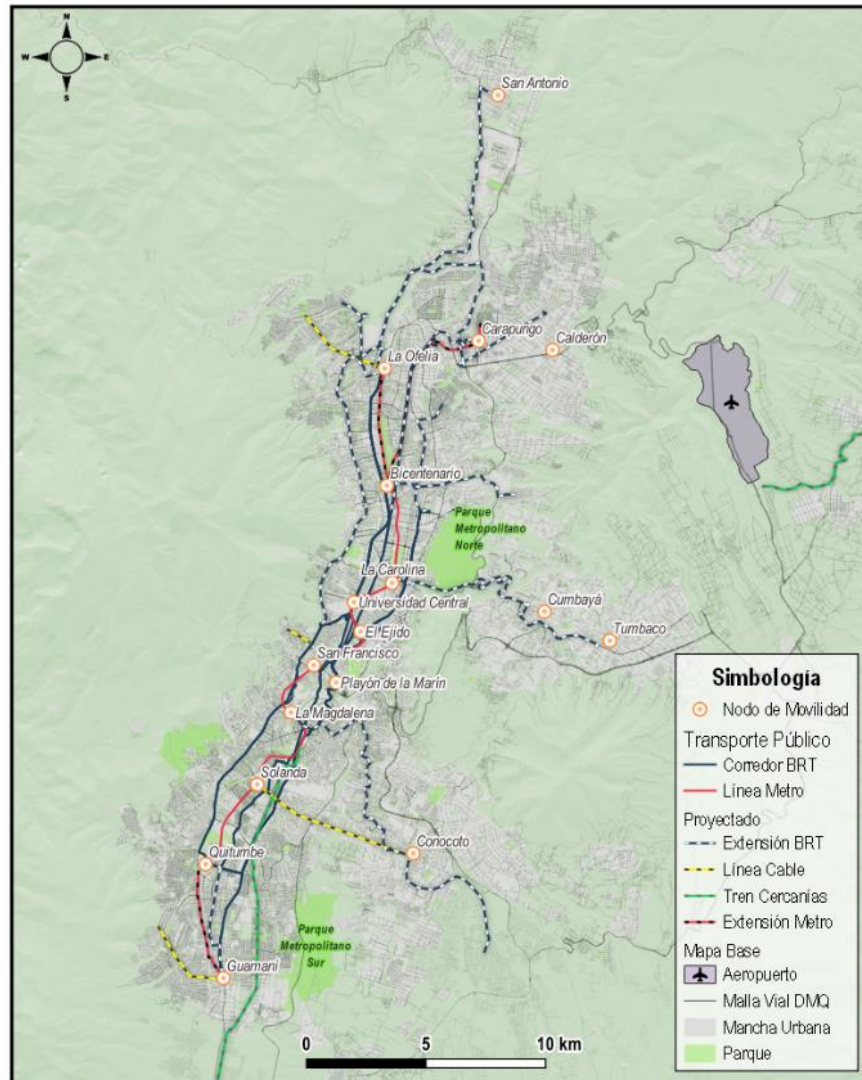 N
W E
S
San Antonio
Carapungo
Calderón
La Ofelia
Bicentenario
Parque
Metropolitano
Norte
La Carolina
Universidad Central
Cumbayá
El Ejido
Tumbaco
San Francisco
Playón de la Marín
La Magdalena
Solanda
Conocoto
Quitumbe
Parque
Metropolitano
Sur
Guamaní
0 5 10 km
Simbología
Nodo de Movilidad
Transporte Público
Corredor BRT
Línea Metro
Proyectado
Extensión BRT
Línea Cable
Tren Cercanías
Extensión Metro
Mapa Base
Aeropuerto
Malla Vial DMQ
Mancha Urbana
Parque